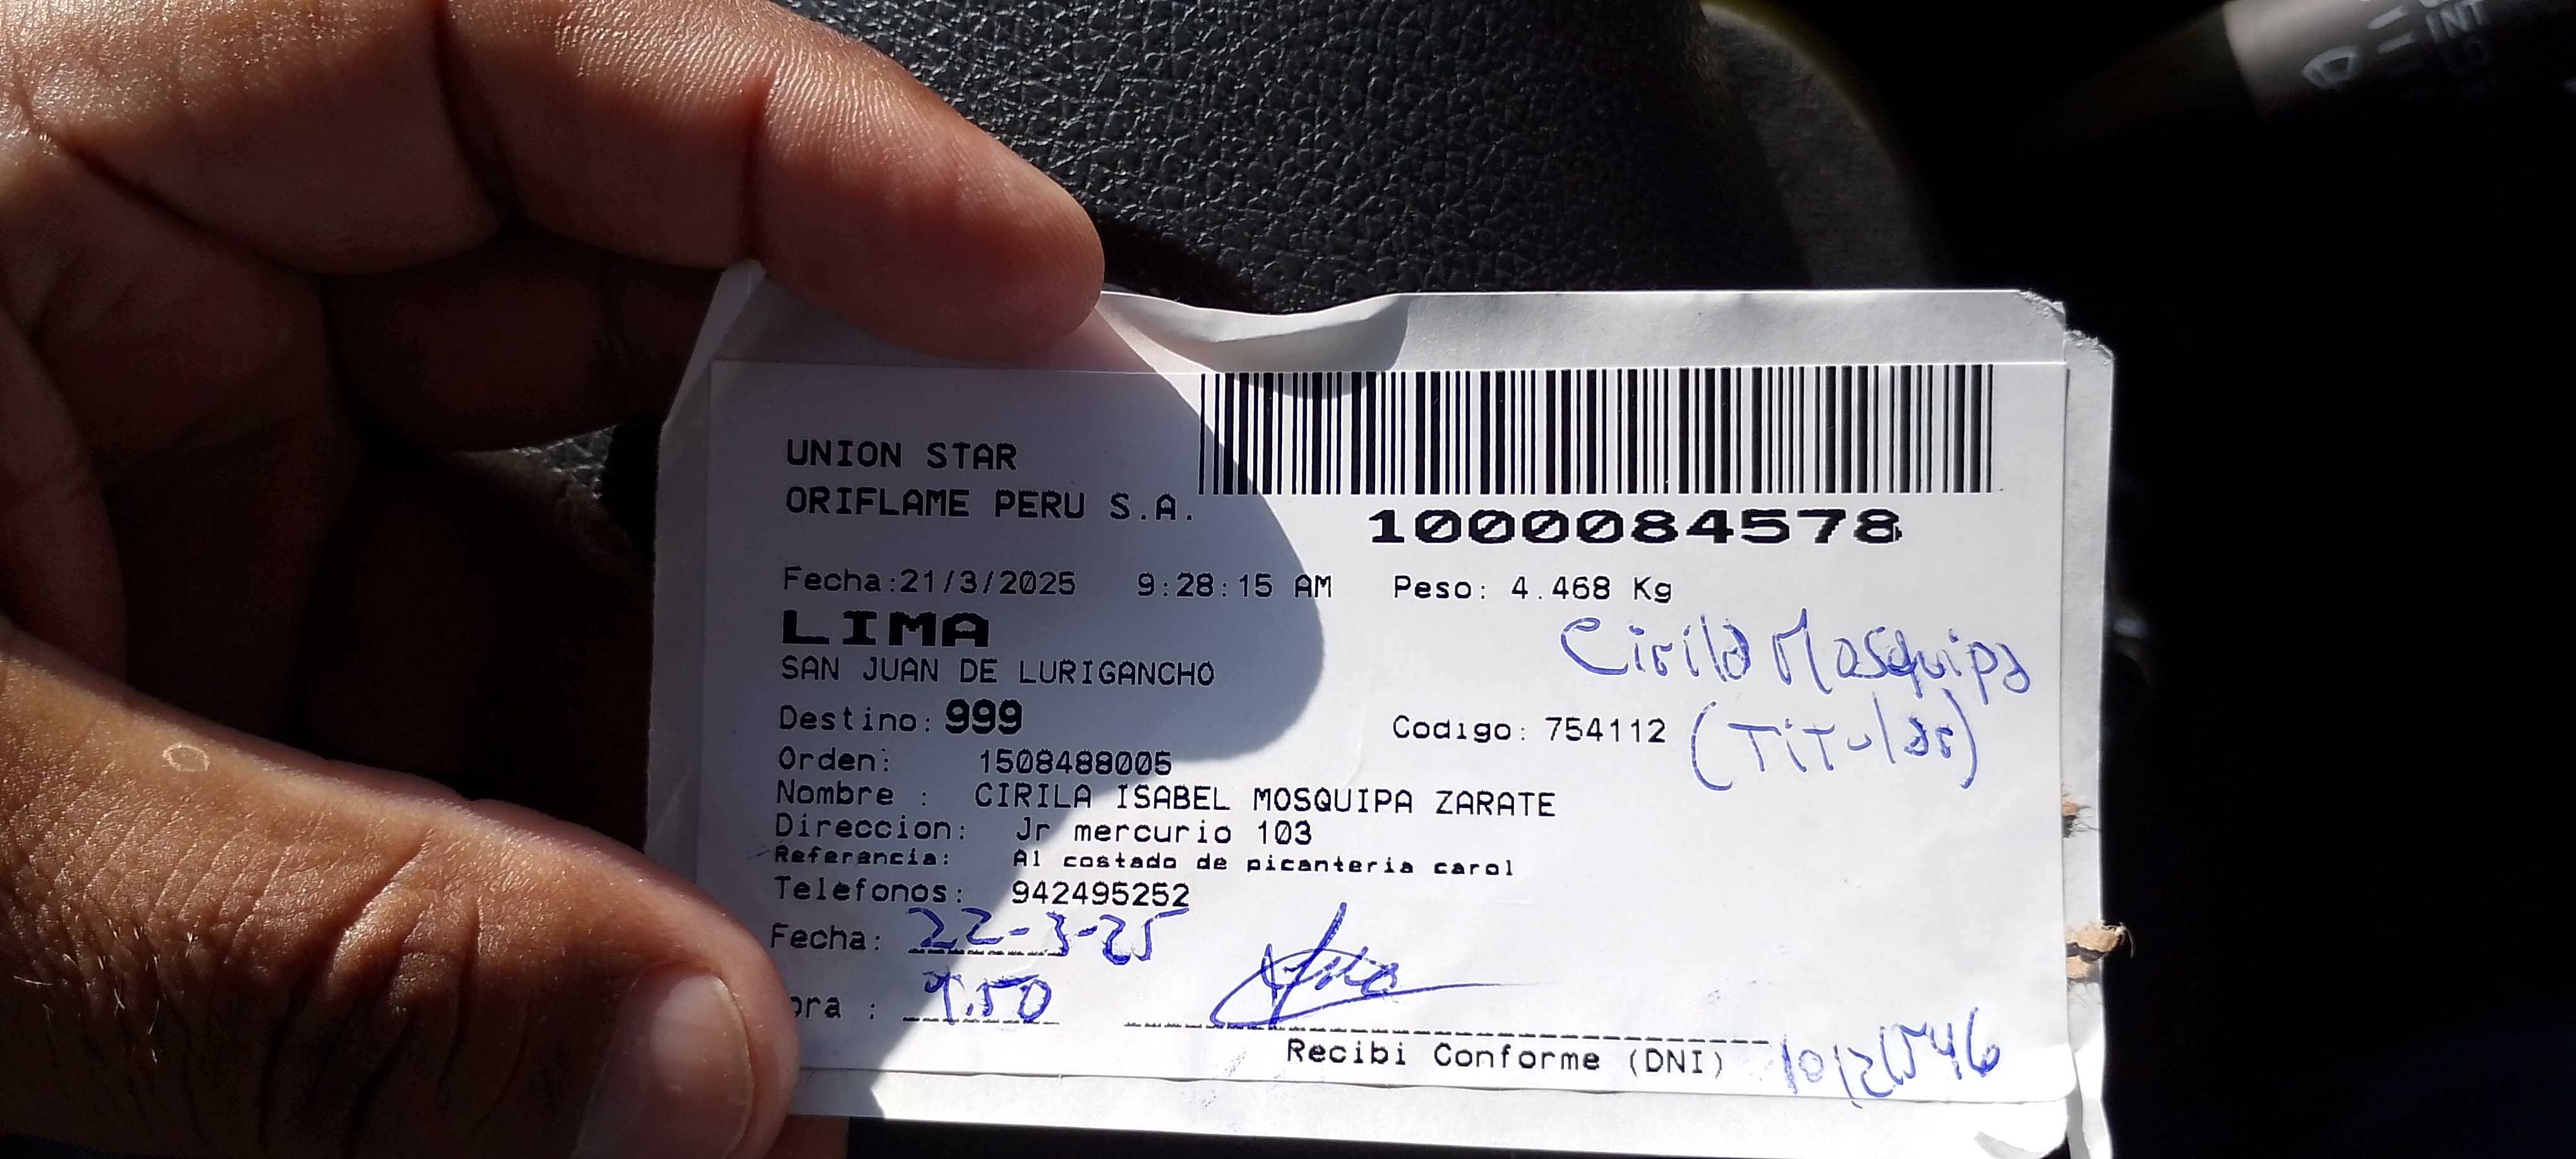 UNION STAR
ORIFLAME PERU S.A.
1000084578
Fecha:21/3/2025 9:28:15 AM Peso: 4.468 Kg
LIMA
SAN JUAN DE LURIGANCHO
Cirila Mosquipa
Destino: 999 Codigo: 754112 (Titular)
Orden: 1508488005
Nombre : CIRILA ISABEL MOSQUIPA ZARATE
Direccion: Jr mercurio 103
Referancia: Al costado de picanteria carol
Telefonos: 942495252
Fecha: 22-3-25
ora : 9.50
Recibi Conforme (DNI)